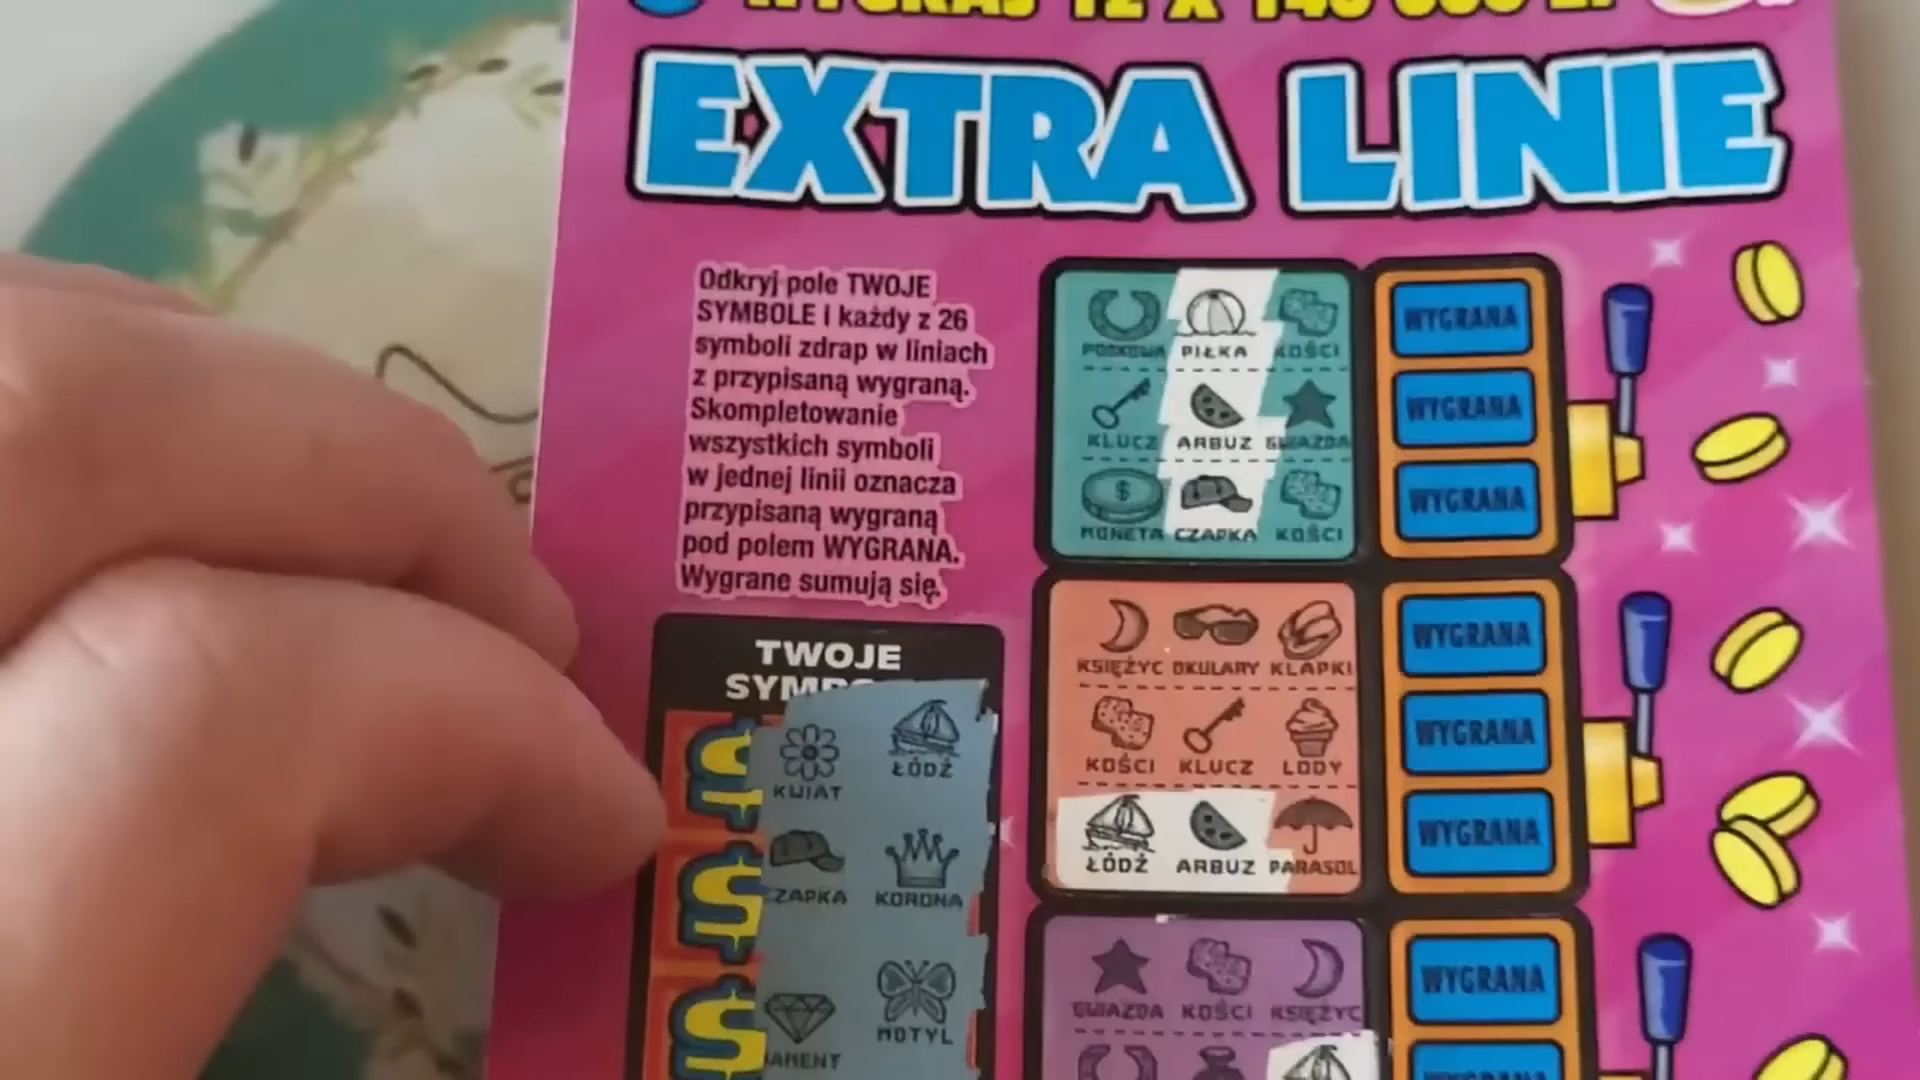 EXTRA LINIE
Odkryj pole TWOJE
SYMBOLE i każdy z 26
symboli zdrap w liniach
z przypisaną wygraną.
Skompletowanie
wszystkich symboli
w jednej linii oznacza
przypisaną wygraną
pod polem WYGRANA.
Wygrane sumują się.
TWOJE
KWIAT ŁÓDŹ
CZAPKA KORONA
MOTYL
PODKOWA PIŁKA KOŚCI WYGRANA
KLUCZ ARBUZ GWIAZDA WYGRANA
MONETA CZAPKA KOŚCI WYGRANA
KSIĘŻYC OKULARY KLAPKI WYGRANA
KOŚCI KLUCZ LODY WYGRANA
ŁÓDŹ ARBUZ PARASOL WYGRANA
GWIAZDA KOŚCI KSIĘŻYC WYGRANA
WYGRANA